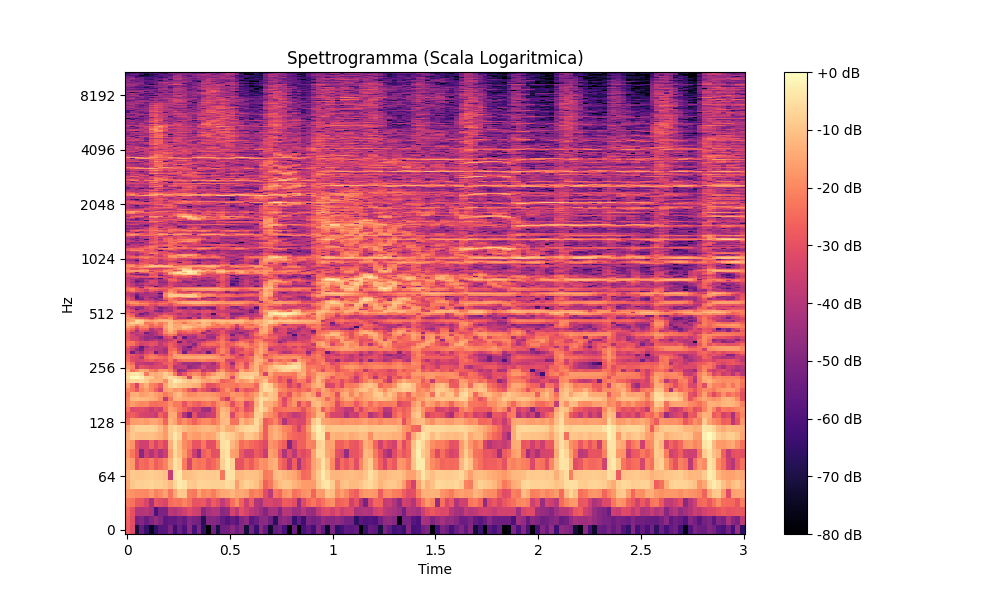 Spettrogramma (Scala Logaritmica)
Hz
8192
4096
2048
1024
512
256
128
64
0
0 0.5 1 1.5 2 2.5 3
Time
+0 dB
-10 dB
-20 dB
-30 dB
-40 dB
-50 dB
-60 dB
-70 dB
-80 dB